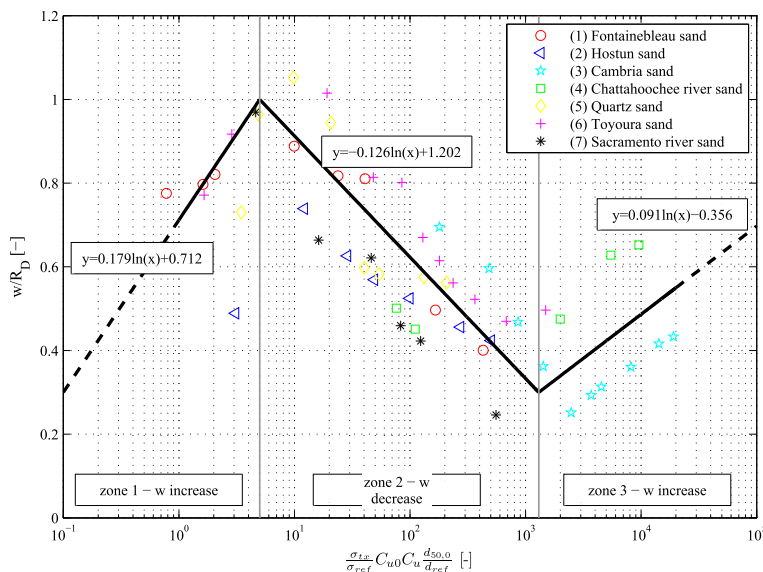 1.2
1
0.8
0.6
0.4
0.2
0
w/R_D [−]
(1) Fontainebleau sand
(2) Hostun sand
(3) Cambria sand
(4) Chattahoochee river sand
(5) Quartz sand
(6) Toyoura sand
(7) Sacramento river sand
y=−0.126ln(x)+1.202
y=0.091ln(x)−0.356
y=0.179ln(x)+0.712
zone 1 − w increase
zone 2 − w
decrease
zone 3 − w increase
10^−1 10^0 10^1 10^2 10^3 10^4 10^5
σ_tx/σ_ref C_u0 C_u d_50,0/d_ref [-]